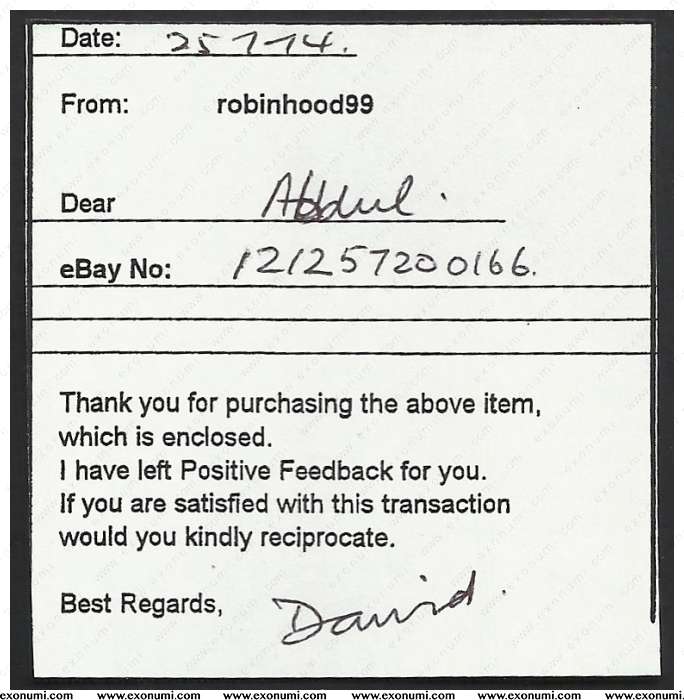 Date: 25-7-14.
From: robinhood99
Dear Abdul.
eBay No: 121257200166.
Thank you for purchasing the above item,
which is enclosed.
I have left Positive Feedback for you.
If you are satisfied with this transaction
would you kindly reciprocate.
Best Regards, David.
exonumi.com www.exonumi.com www.exonumi.com www.exonumi.com www.exonumi.com www.exonumi.com